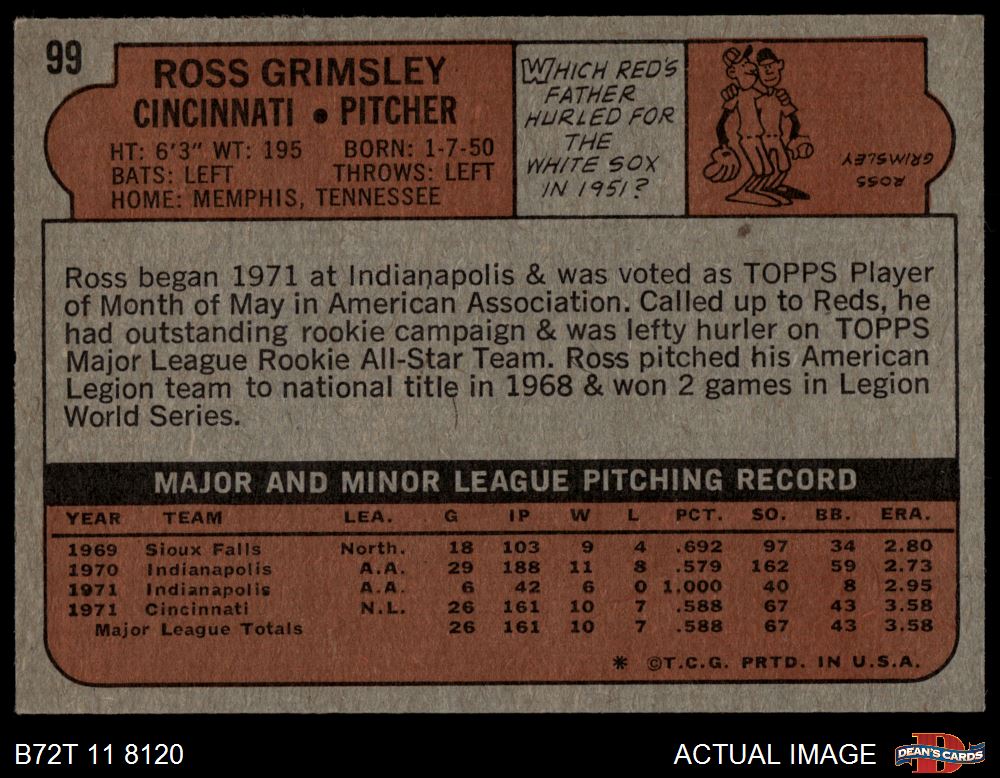 99
ROSS GRIMSLEY
CINCINNATI • PITCHER
HT: 6'3" WT: 195 BORN: 1-7-50
BATS: LEFT THROWS: LEFT
HOME: MEMPHIS, TENNESSEE
WHICH RED'S
FATHER
HURLED FOR
THE
WHITE SOX
IN 1951?
ROSS
GRIMSLEY
Ross began 1971 at Indianapolis & was voted as TOPPS Player
of Month of May in American Association. Called up to Reds, he
had outstanding rookie campaign & was lefty hurler on TOPPS
Major League Rookie All-Star Team. Ross pitched his American
Legion team to national title in 1968 & won 2 games in Legion
World Series.
MAJOR AND MINOR LEAGUE PITCHING RECORD
YEAR TEAM LEA. G IP W L PCT. SO. BB. ERA.
1969 Sioux Falls North. 18 103 9 4 .692 97 34 2.80
1970 Indianapolis A.A. 29 188 11 8 .579 162 59 2.73
1971 Indianapolis A.A. 6 42 6 0 1.000 40 8 2.95
1971 Cincinnati N.L. 26 161 10 7 .588 67 43 3.58
Major League Totals 26 161 10 7 .588 67 43 3.58
* ©T.C.G. PRTD. IN U.S.A.
B72T 11 8120 ACTUAL IMAGE DEAN'S CARDS